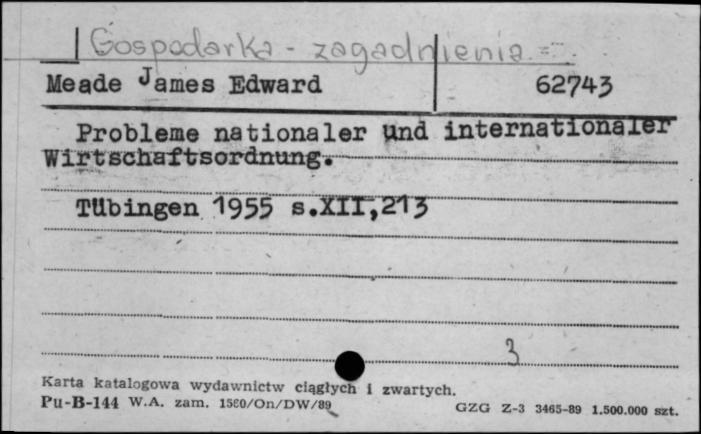 Gospodarka - zagadnienia
Meade James Edward 62743
Probleme nationaler und internationaler
Wirtschaftsordnung.
Tübingen 1955 s.XII,213
3
Karta katalogowa wydawnictw ciągłych i zwartych.
Pu-B-144 W.A. zam. 1580/On/DW/89 GZG Z-3 3465-89 1.500.000 szt.